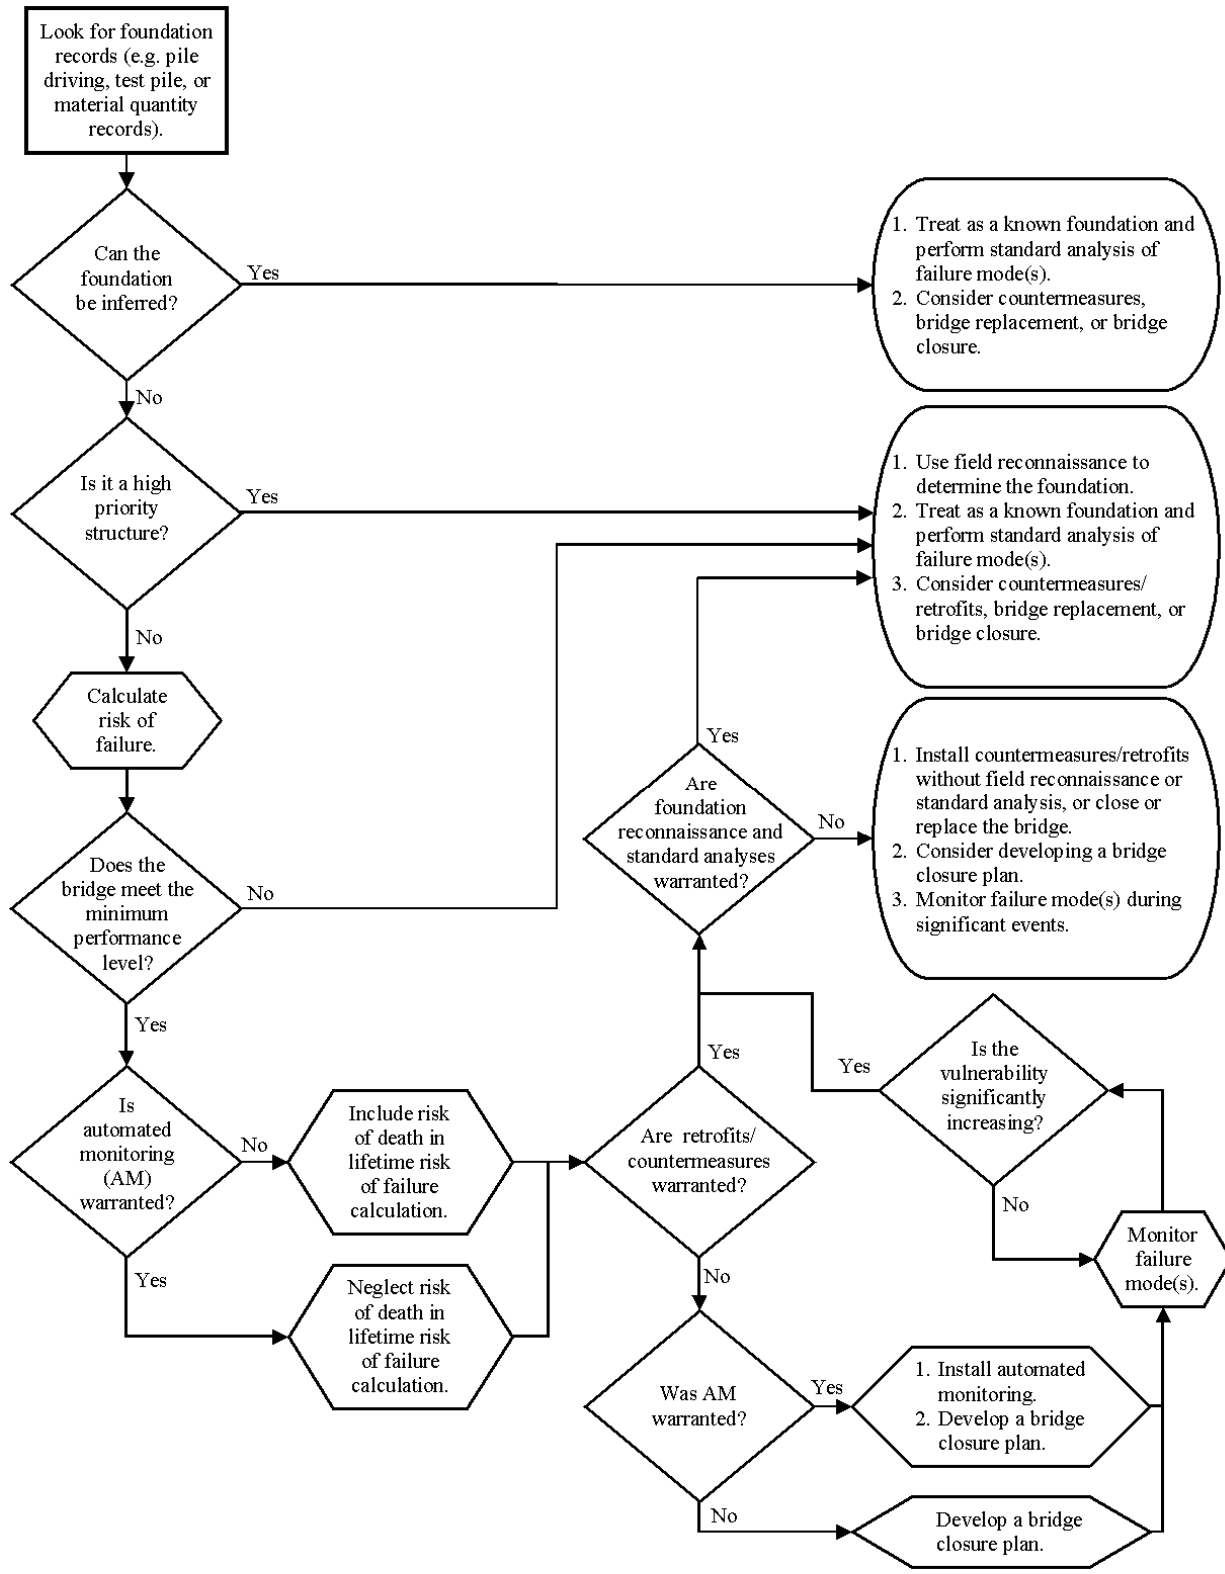 Look for foundation
records (e.g. pile
driving, test pile, or
material quantity
records).
Can the
foundation
be inferred?
Yes
1. Treat as a known foundation and
perform standard analysis of
failure mode(s).
2. Consider countermeasures,
bridge replacement, or bridge
closure.
No
Is it a high
priority
structure?
Yes
1. Use field reconnaissance to
determine the foundation.
2. Treat as a known foundation and
perform standard analysis of
failure mode(s).
3. Consider countermeasures/
retrofits, bridge replacement, or
bridge closure.
No
Calculate
risk of
failure.
Does the
bridge meet the
minimum
performance
level?
No
Yes
Are
foundation
reconnaissance and
standard analyses
warranted?
No
1. Install countermeasures/retrofits
without field reconnaissance or
standard analysis, or close or
replace the bridge.
2. Consider developing a bridge
closure plan.
3. Monitor failure mode(s) during
significant events.
Yes
Is
automated
monitoring
(AM)
warranted?
No
Include risk
of death in
lifetime risk
of failure
calculation.
Yes
Are retrofits/
countermeasures
warranted?
Yes
Is the
vulnerability
significantly
increasing?
No
Monitor
failure
mode(s).
Yes
Neglect risk
of death in
lifetime risk
of failure
calculation.
No
Was AM
warranted?
Yes
1. Install automated
monitoring.
2. Develop a bridge
closure plan.
No
Develop a bridge
closure plan.